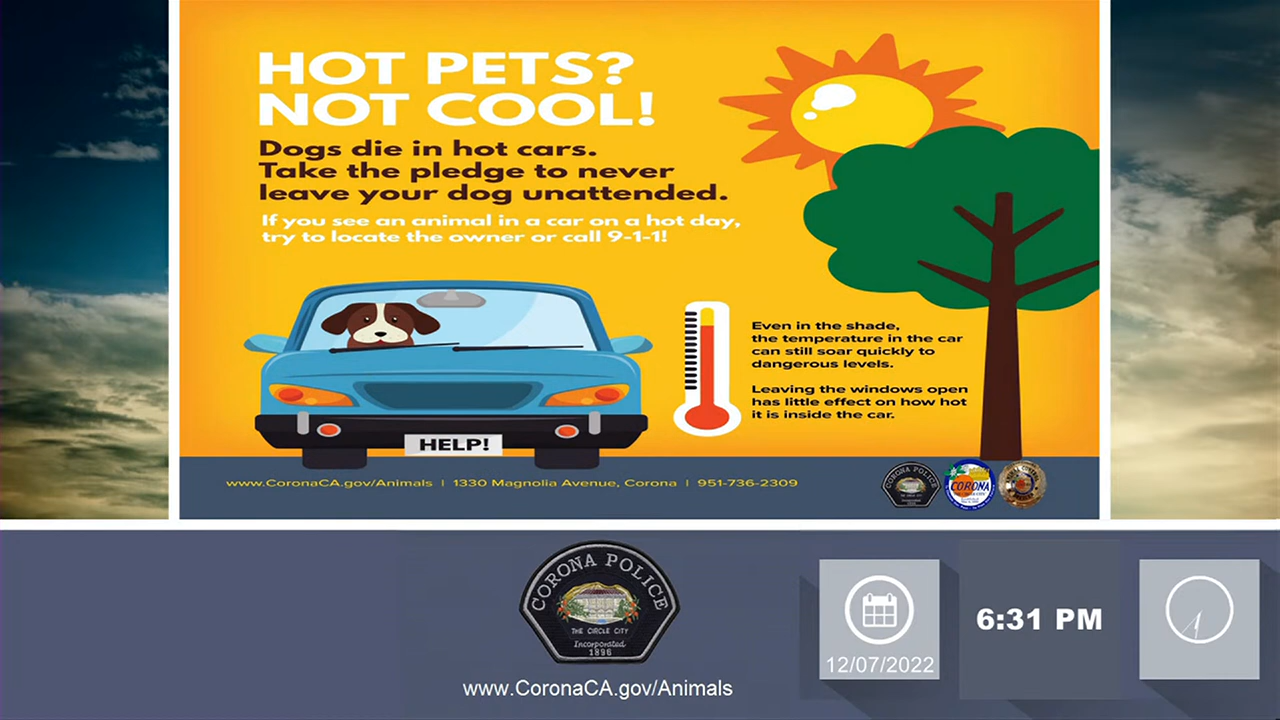 HOT PETS?
NOT COOL!
Dogs die in hot cars.
Take the pledge to never
leave your dog unattended.
If you see an animal in a car on a hot day,
try to locate the owner or call 9-1-1!
Even in the shade,
the temperature in the car
can still soar quickly to
dangerous levels.
Leaving the windows open
has little effect on how hot
it is inside the car.
HELP!
www.CoronaCA.gov/Animals | 1330 Magnolia Avenue, Corona | 951-736-2309
CORONA POLICE
CORONA
CORONA POLICE
THE CIRCLE CITY
Incorporated
1896
www.CoronaCA.gov/Animals
12/07/2022
6:31 PM